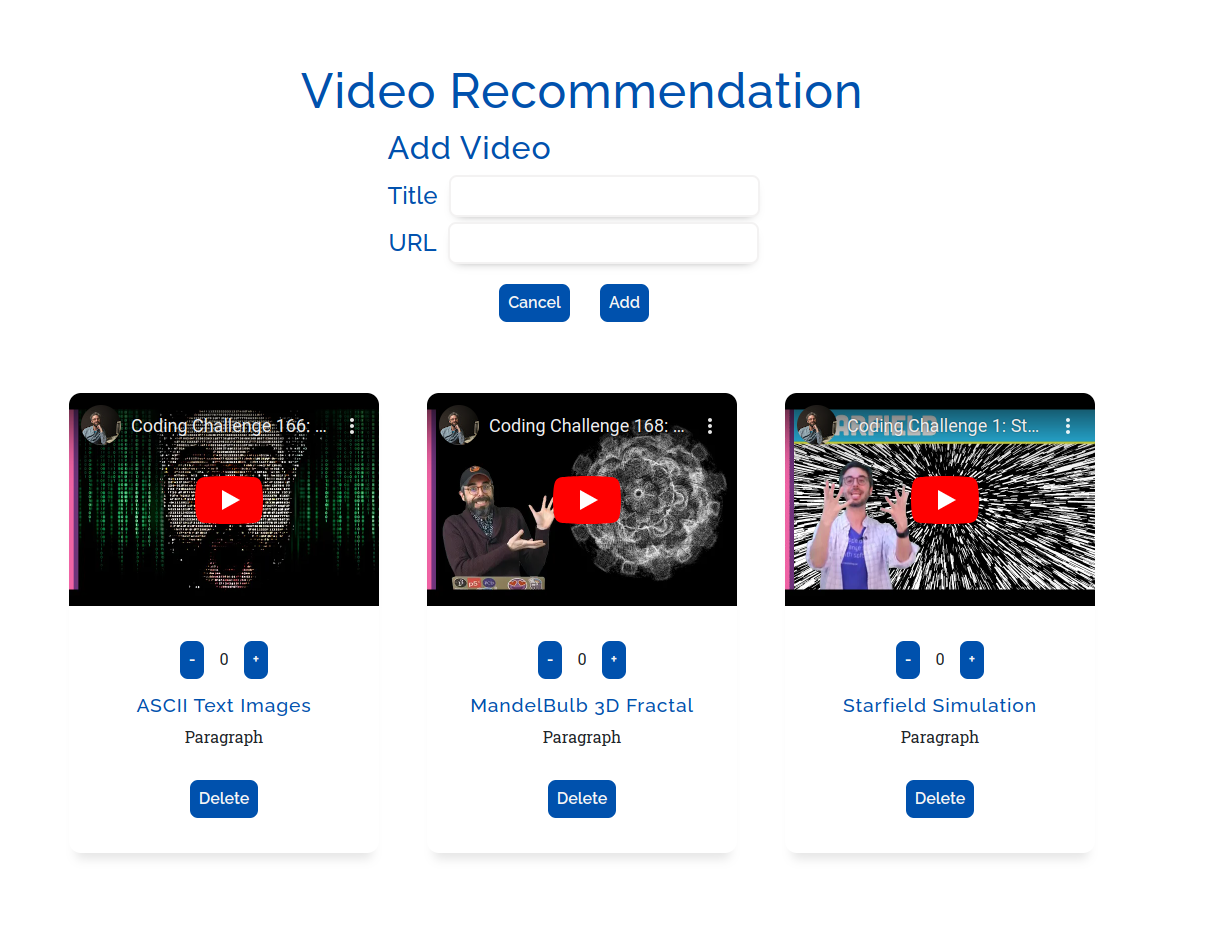 Video Recommendation
Add Video
Title
URL
Cancel Add
Coding Challenge 166: ... Coding Challenge 168: ... Coding Challenge 1: St...
ARFIELD
- 0 + - 0 + - 0 +
ASCII Text Images MandelBulb 3D Fractal Starfield Simulation
Paragraph Paragraph Paragraph
Delete Delete Delete